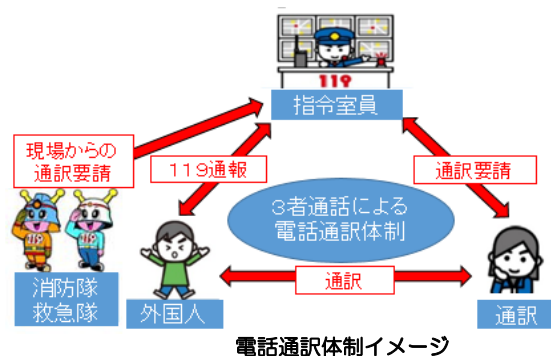 119
指令室員
現場からの
通訳要請
119通報
通訳要請
3者通話による
電話通訳体制
通訳
消防隊
救急隊
外国人
通訳
電話通訳体制イメージ